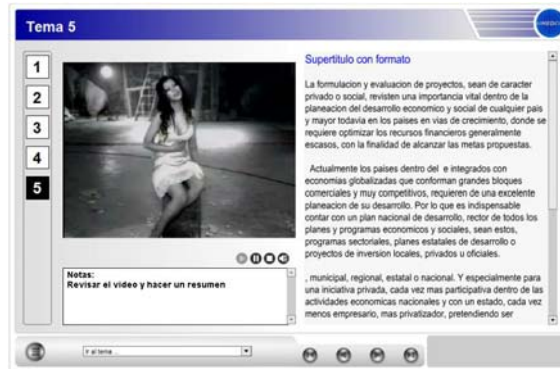 Tema 5
1
2
3
4
5
Notas:
Revisar el video y hacer un resumen
Supertitulo con formato
La formulacion y evaluacion de proyectos, sean de caracter
privado o social, revisten una importancia vital dentro de la
planeacion del desarrollo economico y social de cualquier pais
y mayor todavia en los paises en vias de crecimiento, donde se
requiere optimizar los recursos financieros generalmente
escasos, con la finalidad de alcanzar las metas propuestas.
Actualmente los paises dentro del e integrados con
economias globalizadas que conforman grandes bloques
comerciales y muy competitivos, requieren de una excelente
planeacion de su desarrollo. Por lo que es indispensable
contar con un plan nacional de desarrollo, rector de todos los
planes y programas economicos y sociales, sean estos,
programas sectoriales, planes estatales de desarrollo o
proyectos de inversion locales, privados u oficiales.
, municipal, regional, estatal o nacional. Y especialmente para
una iniciativa privada, cada vez mas participativa dentro de las
actividades economicas nacionales y con un estado, cada vez
menos empresario, mas privatizador, pretendiendo ser
Ir al tema ...